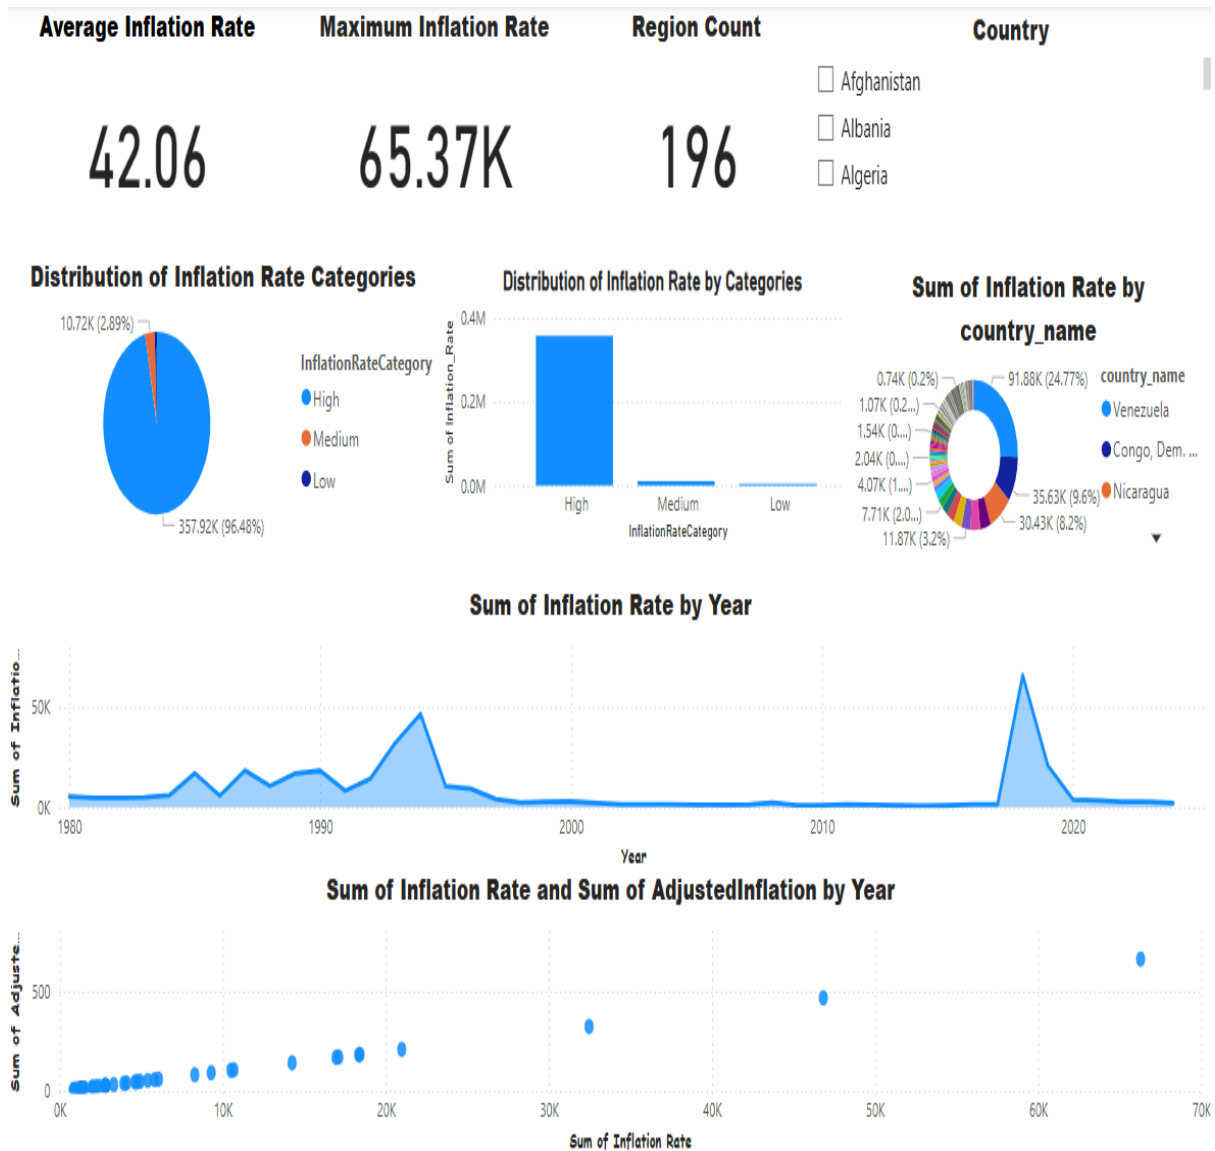 Average Inflation Rate
Maximum Inflation Rate
Region Count
Country
42.06
65.37K
196
Afghanistan
Albania
Algeria
Distribution of Inflation Rate Categories
10.72K (2.89%)
357.92K (96.48%)
InflationRateCategory
High
Medium
Low
Distribution of Inflation Rate by Categories
Sum of Inflation_Rate
0.4M
0.2M
0.0M
High
Medium
Low
InflationRateCategory
Sum of Inflation Rate by
country_name
0.74K (0.2%)
1.07K (0.2...)
1.54K (0....)
2.04K (0....)
4.07K (1...)
7.71K (2.0...)
11.87K (3.2%)
91.88K (24.77%)
35.63K (9.6%)
30.43K (8.2%)
country_name
Venezuela
Congo, Dem. ...
Nicaragua
Sum of Inflation Rate by Year
Sum of Inflatio...
50K
0K
1980
1990
2000
2010
2020
Year
Sum of Inflation Rate and Sum of AdjustedInflation by Year
Sum of Adjuste...
500
0
0K
10K
20K
30K
40K
50K
60K
70K
Sum of Inflation Rate